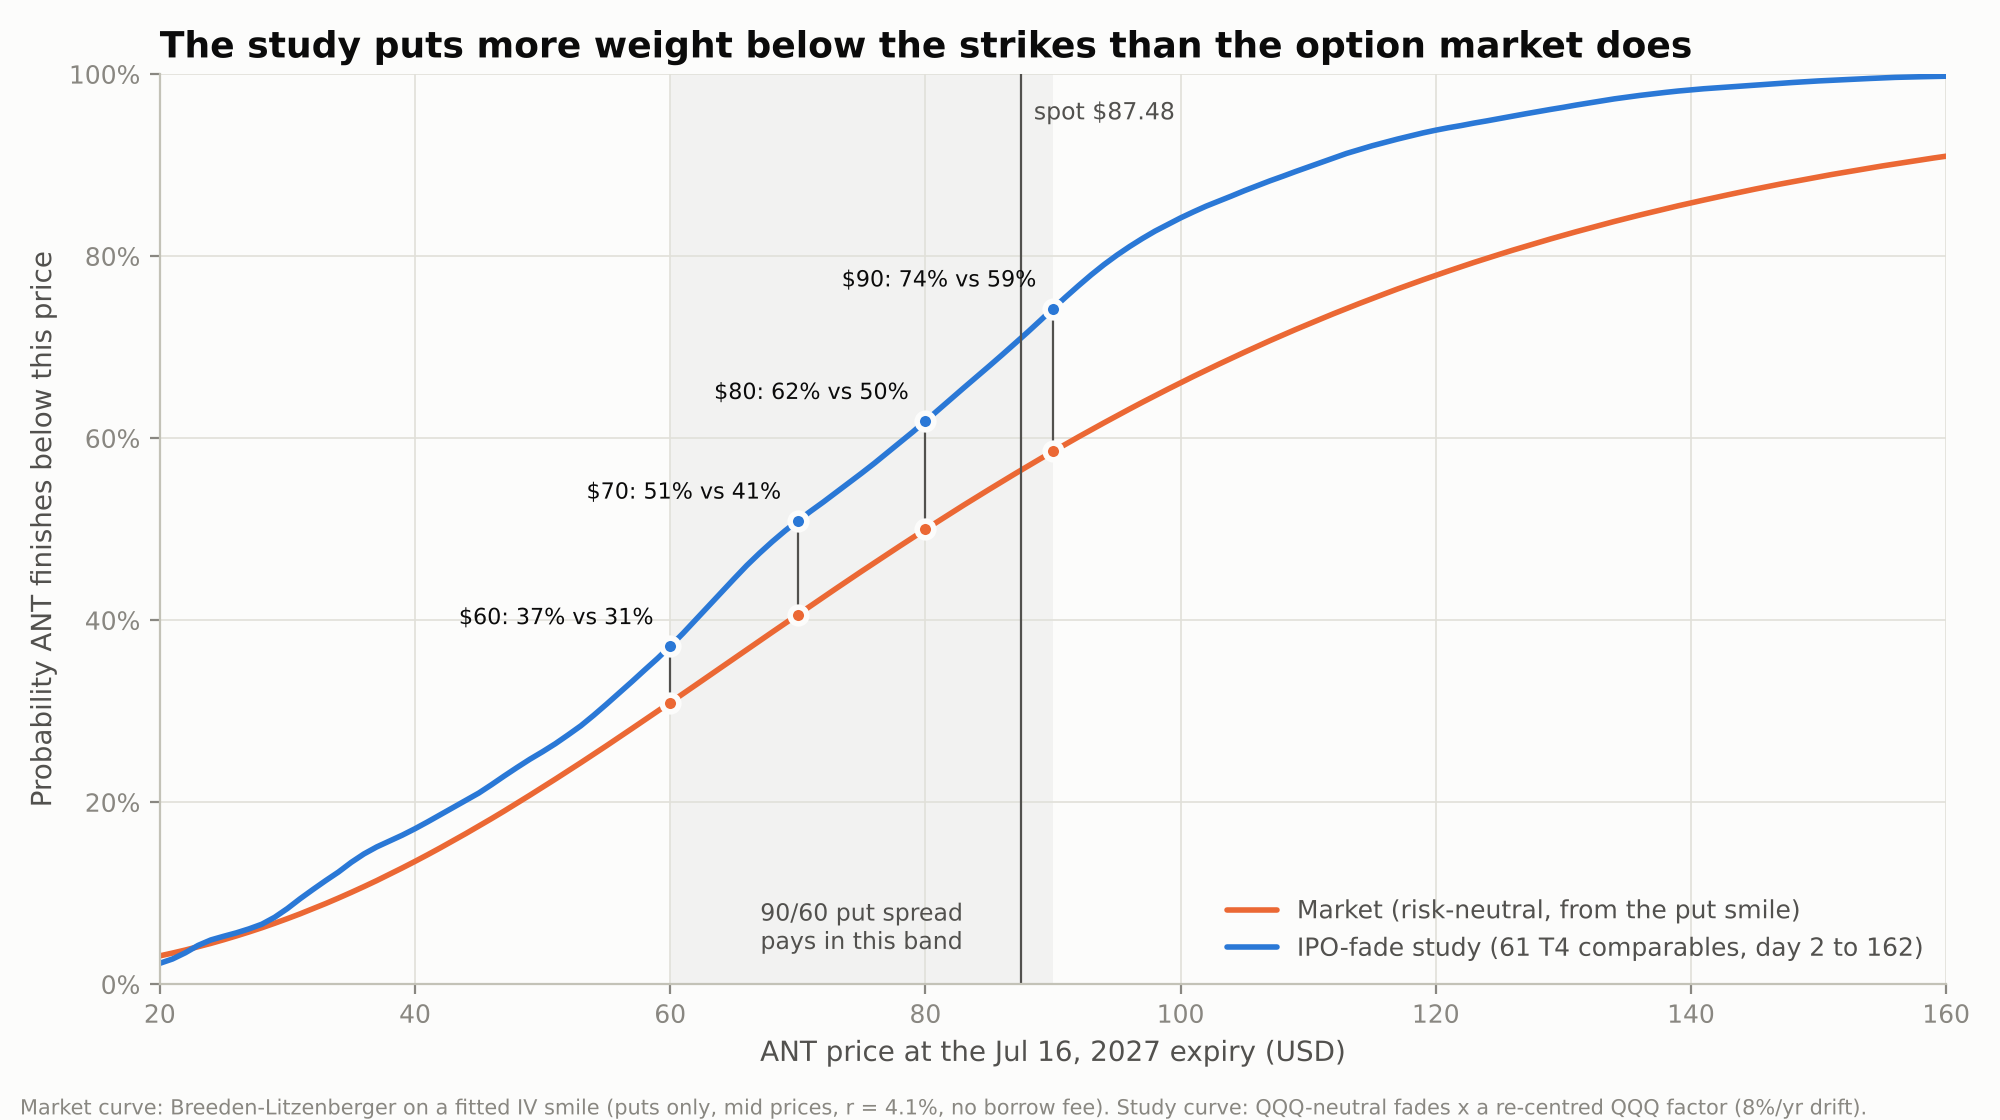 The study puts more weight below the strikes than the option market does
100%
80%
60%
40%
20%
0%
Probability ANT finishes below this price
spot $87.48
$90: 74% vs 59%
$80: 62% vs 50%
$70: 51% vs 41%
$60: 37% vs 31%
90/60 put spread
pays in this band
Market (risk-neutral, from the put smile)
IPO-fade study (61 T4 comparables, day 2 to 162)
20
40
60
80
100
120
140
160
ANT price at the Jul 16, 2027 expiry (USD)
Market curve: Breeden-Litzenberger on a fitted IV smile (puts only, mid prices, r = 4.1%, no borrow fee). Study curve: QQQ-neutral fades x a re-centred QQQ factor (8%/yr drift).